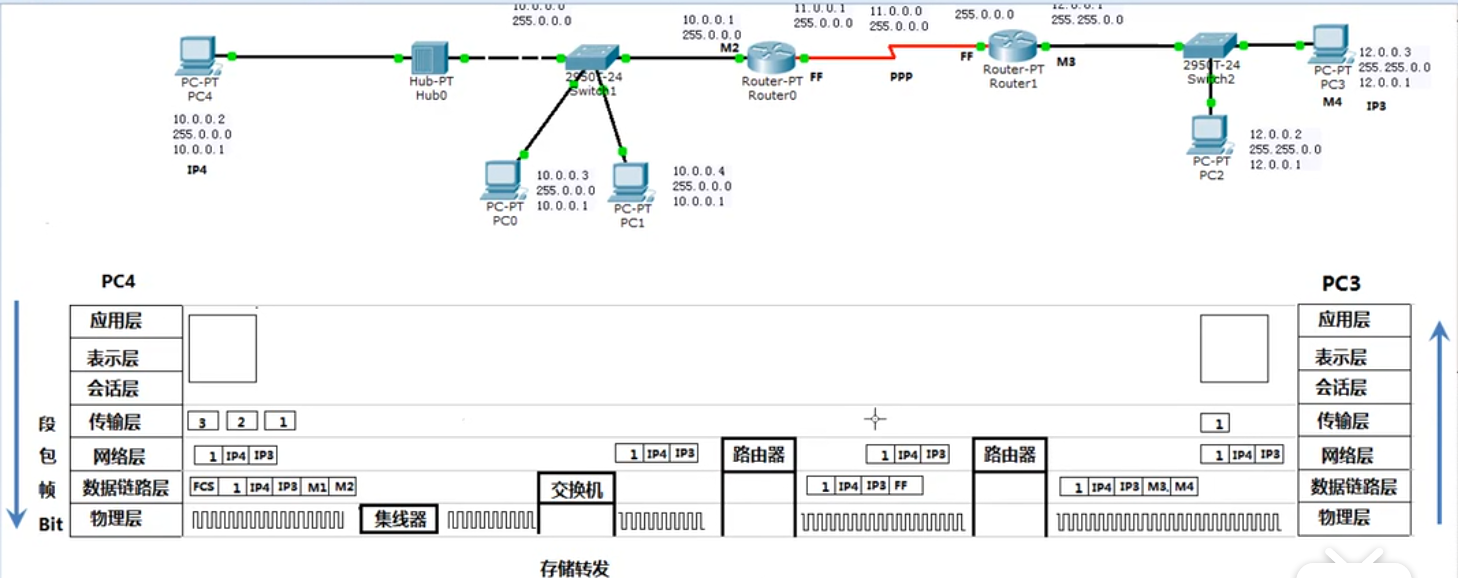 255.0.0.0
10.0.0.1
255.0.0.0
M2
11.0.0.1
255.0.0.0
11.0.0.0
255.0.0.0
255.0.0.0
12.0.0.1
255.255.0.0
PC-PT
PC4
10.0.0.2
255.0.0.0
10.0.0.1
IP4
Hub-PT
Hub0
2950T-24
Switch1
Router-PT
Router0
FF
PPP
FF
Router-PT
Router1
M3
2950T-24
Switch2
PC-PT
PC3
M4
12.0.0.3
255.255.0.0
12.0.0.1
IP3
PC-PT
PC0
10.0.0.3
255.0.0.0
10.0.0.1
PC-PT
PC1
10.0.0.4
255.0.0.0
10.0.0.1
PC-PT
PC2
12.0.0.2
255.255.0.0
12.0.0.1
PC4
PC3
应用层
应用层
表示层
表示层
会话层
会话层
段 传输层 3 2 1 1 传输层
包 网络层 1 IP4 IP3 1 IP4 IP3 路由器 1 IP4 IP3 路由器 1 IP4 IP3 网络层
帧 数据链路层 FCS 1 IP4 IP3 M1 M2 交换机 1 IP4 IP3 FF 1 IP4 IP3 M3 M4 数据链路层
Bit 物理层 集线器 物理层
存储转发